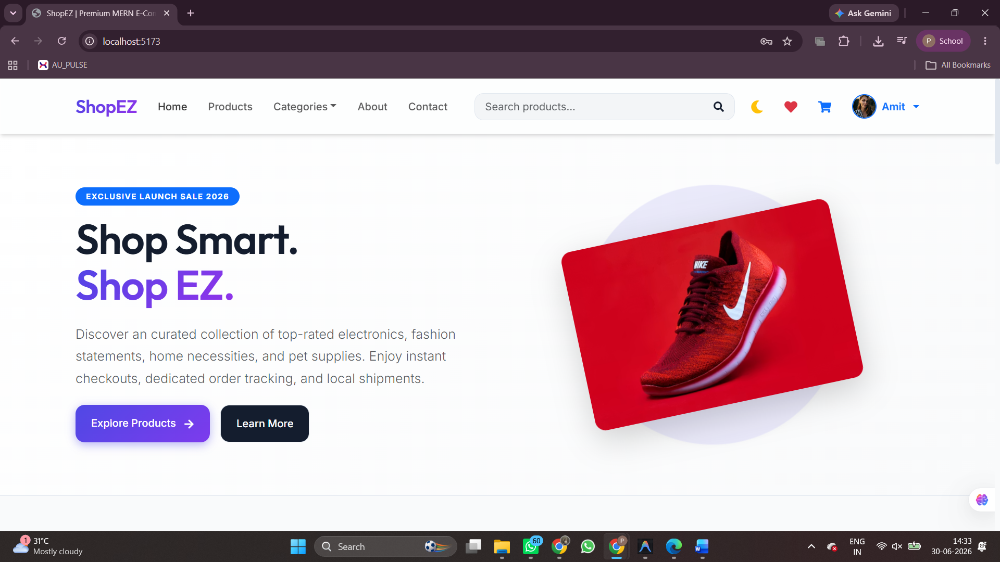 ShopEZ | Premium MERN E-Con
Ask Gemini
localhost:5173
P School
AU_PULSE
All Bookmarks
ShopEZ Home Products Categories About Contact Search products... Amit
EXCLUSIVE LAUNCH SALE 2026
Shop Smart.
Shop EZ.
Discover an curated collection of top-rated electronics, fashion
statements, home necessities, and pet supplies. Enjoy instant
checkouts, dedicated order tracking, and local shipments.
Explore Products
Learn More
NIKE
1
31°C
Mostly cloudy
Search
60
P
W
ENG
IN
14:33
30-06-2026